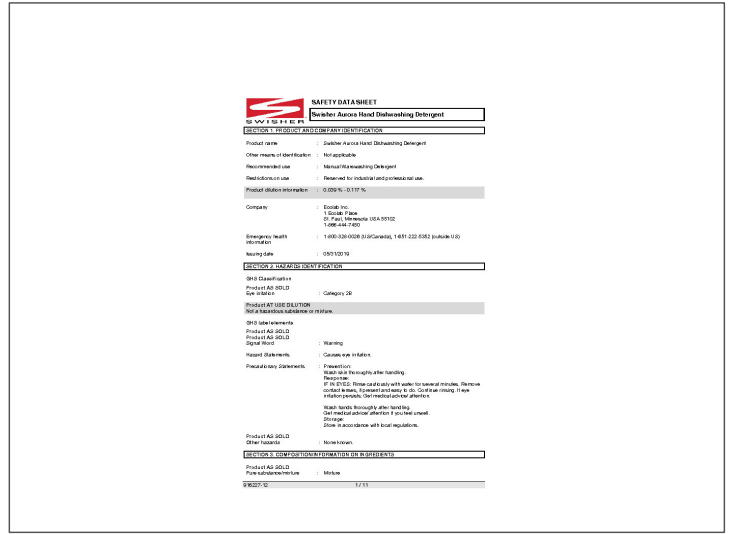 SAFETY DATA SHEET
Swisher Aurora Hand Dishwashing Detergent
SWISHER
SECTION 1. PRODUCT AND COMPANY IDENTIFICATION
Product name : Swisher Aurora Hand Dishwashing Detergent
Other means of identification : Not applicable
Recommended use : Manual Warewashing Detergent
Restrictions on use : Reserved for industrial and professional use.
Product dilution information : 0.039 % - 0.117 %
Company : Ecolab Inc.
1 Ecolab Place
St. Paul, Minnesota USA 55102
1-866-444-7450
Emergency health information : 1-800-328-0026 (US/Canada), 1-651-222-5352 (outside US)
Issuing date : 05/31/2019
SECTION 2. HAZARDS IDENTIFICATION
GHS Classification
Product AS SOLD
Eye irritation : Category 2B
Product AT USE DILUTION
Not a hazardous substance or mixture.
GHS label elements
Product AS SOLD
Product AS SOLD
Signal Word : Warning
Hazard Statements : Causes eye irritation.
Precautionary Statements : Prevention:
Wash skin thoroughly after handling.
Response:
IF IN EYES: Rinse cautiously with water for several minutes. Remove
contact lenses, if present and easy to do. Continue rinsing. If eye
irritation persists: Get medical advice/ attention.
Wash hands thoroughly after handling.
Get medical advice/ attention if you feel unwell.
Storage:
Store in accordance with local regulations.
Product AS SOLD
Other hazards : None known.
SECTION 3. COMPOSITION/INFORMATION ON INGREDIENTS
Product AS SOLD
Pure substance/mixture : Mixture
916227-12 1 / 11